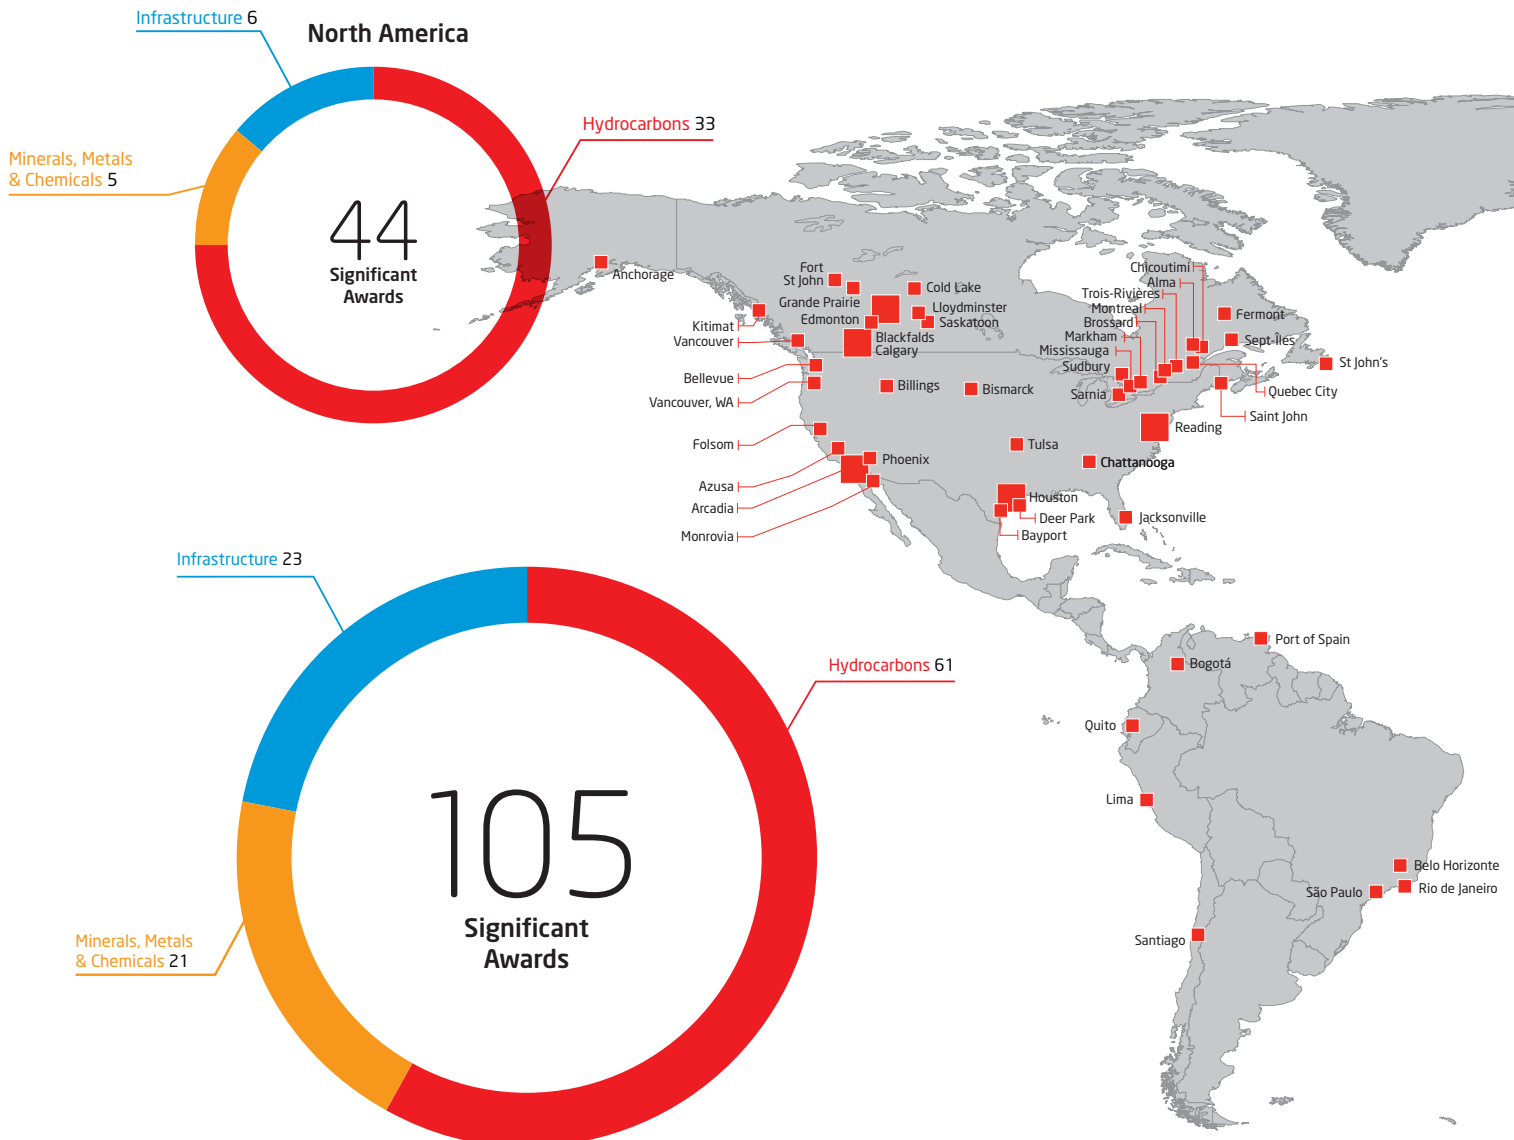 Infrastructure 6
North America
Hydrocarbons 33
Minerals, Metals
& Chemicals 5
44
Significant
Awards
Infrastructure 23
Hydrocarbons 61
Minerals, Metals
& Chemicals 21
105
Significant
Awards
Anchorage
Fort
St John
Grande Prairie
Edmonton
Cold Lake
Lloydminster
Saskatoon
Blackfalds
Calgary
Kitimat
Vancouver
Bellevue
Vancouver, WA
Folsom
Azusa
Arcadia
Monrovia
Phoenix
Billings
Bismarck
Tulsa
Chattanooga
Houston
Deer Park
Bayport
Jacksonville
Reading
Chicoutimi
Alma
Trois-Rivières
Montreal
Brossard
Markham
Mississauga
Sudbury
Sarnia
Fermont
Sept-Îles
St John's
Quebec City
Saint John
Port of Spain
Bogotá
Quito
Lima
Belo Horizonte
Rio de Janeiro
São Paulo
Santiago